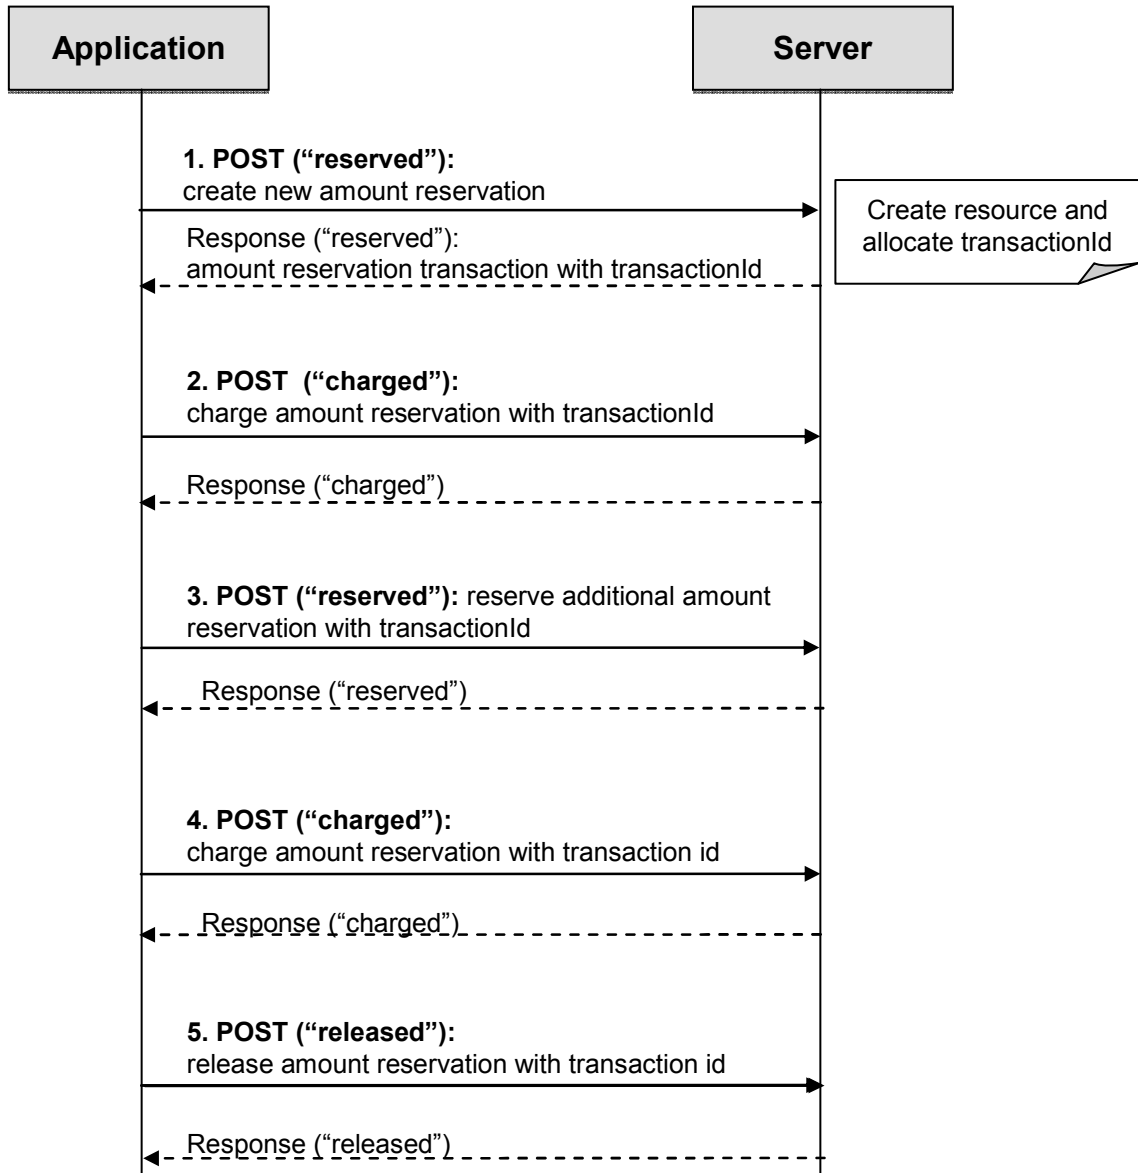 Application
Server
1. POST (“reserved”):
create new amount reservation
Create resource and
allocate transactionId
Response (“reserved”):
amount reservation transaction with transactionId
2. POST  (“charged”):
charge amount reservation with transactionId
Response (“charged”)
3. POST (“reserved”): reserve additional amount
reservation with transactionId
Response (“reserved”)
4. POST (“charged”):
charge amount reservation with transaction id
Response (“charged”)
5. POST (“released”):
release amount reservation with transaction id
Response (“released”)